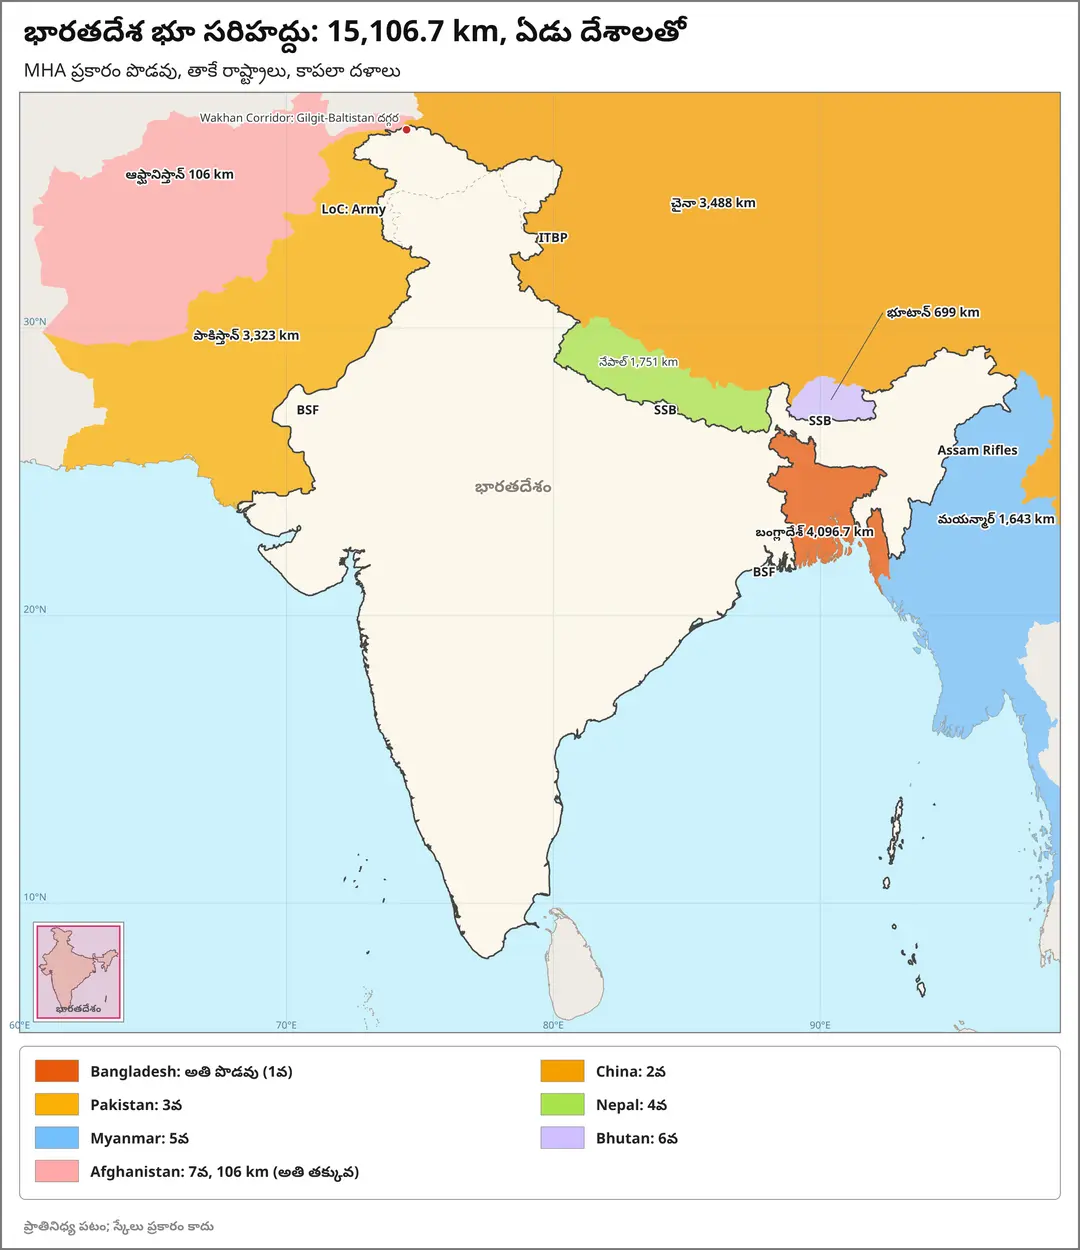 భారతదేశ భూ సరిహద్దు: 15,106.7 km, ఏడు దేశాలతో
MHA ప్రకారం పొడవు, తాకే రాష్ట్రాలు, కాపలా దళాలు
Wakhan Corridor: Gilgit-Baltistan దగ్గర
ఆఫ్ఘానిస్తాన్ 106 km
చైనా 3,488 km
LoC: Army
ITBP
భూటాన్ 699 km
30°N
పాకిస్తాన్ 3,323 km
నేపాల్ 1,751 km
BSF
SSB
SSB
Assam Rifles
భారతదేశం
మయన్మార్ 1,643 km
బంగ్లాదేశ్ 4,096.7 km
BSF
20°N
10°N
భారతదేశం
60°E
70°E
80°E
90°E
Bangladesh: అతి పొడవు (1వ)
China: 2వ
Pakistan: 3వ
Nepal: 4వ
Myanmar: 5వ
Bhutan: 6వ
Afghanistan: 7వ, 106 km (అతి తక్కువ)
ప్రాతినిధ్య పటం; స్కేలు ప్రకారం కాదు